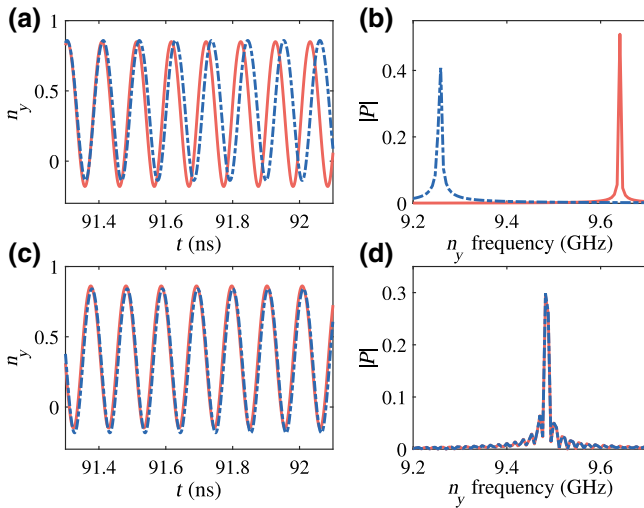 (a)
1
0.5
0
n_y
91.4 91.6 91.8 92
t (ns)
(b)
0.4
0.2
0
|P|
9.2 9.4 9.6
n_y frequency (GHz)
(c)
1
0.5
0
n_y
91.4 91.6 91.8 92
t (ns)
(d)
0.3
0.2
0.1
0
|P|
9.2 9.4 9.6
n_y frequency (GHz)